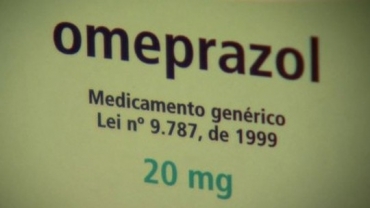 omeprazol
Medicamento genérico
Lei nº 9.787, de 1999
20 mg